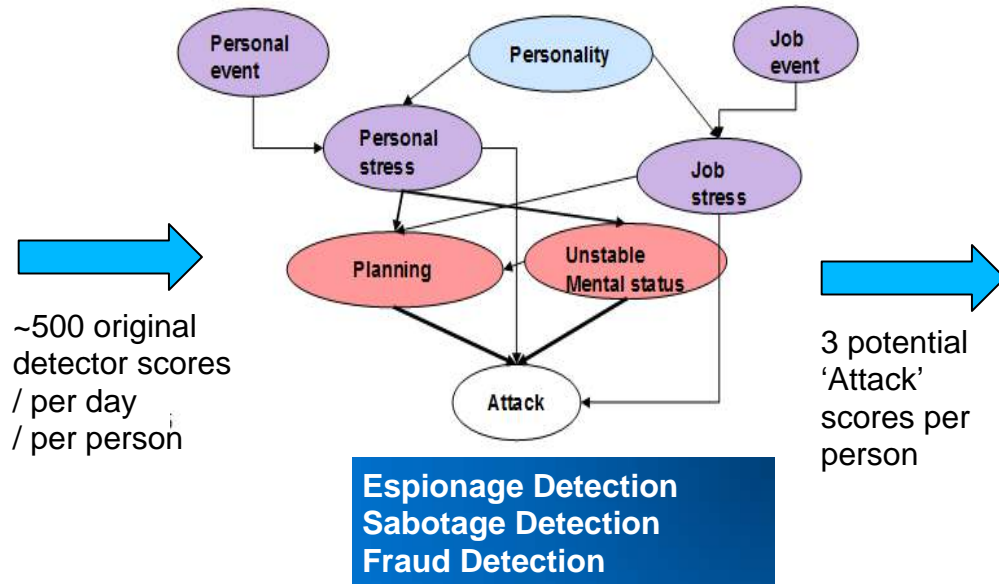 Personal
event
Personality
Job
event
Personal
stress
Job
stress
Planning
Unstable
Mental status
Attack
~500 original
detector scores
/ per day
/ per person
3 potential
‘Attack’
scores per
person
Espionage Detection
Sabotage Detection
Fraud Detection